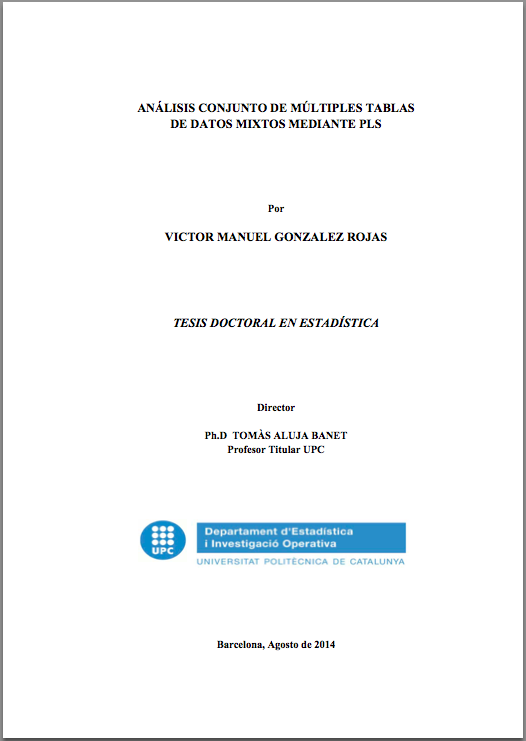 ANÁLISIS CONJUNTO DE MÚLTIPLES TABLAS
DE DATOS MIXTOS MEDIANTE PLS
Por
VICTOR MANUEL GONZALEZ ROJAS
TESIS DOCTORAL EN ESTADÍSTICA
Director
Ph.D TOMÀS ALUJA BANET
Profesor Titular UPC
UPC
Departament d'Estadística
i Investigació Operativa
UNIVERSITAT POLITÈCNICA DE CATALUNYA
Barcelona, Agosto de 2014